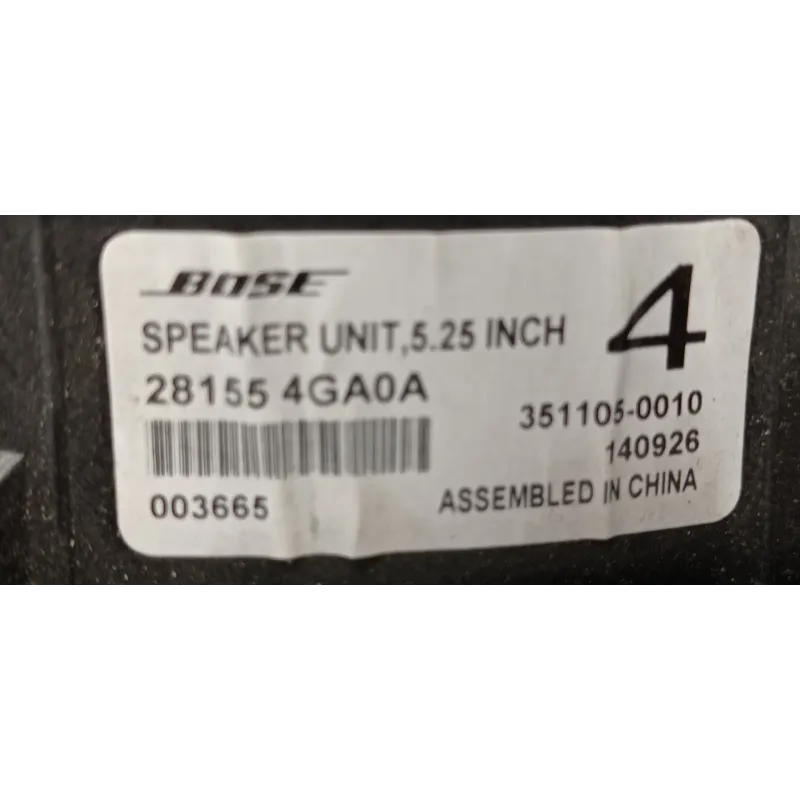 BOSE
SPEAKER UNIT,5.25 INCH
4
28155 4GA0A
351105-0010
140926
003665
ASSEMBLED IN CHINA